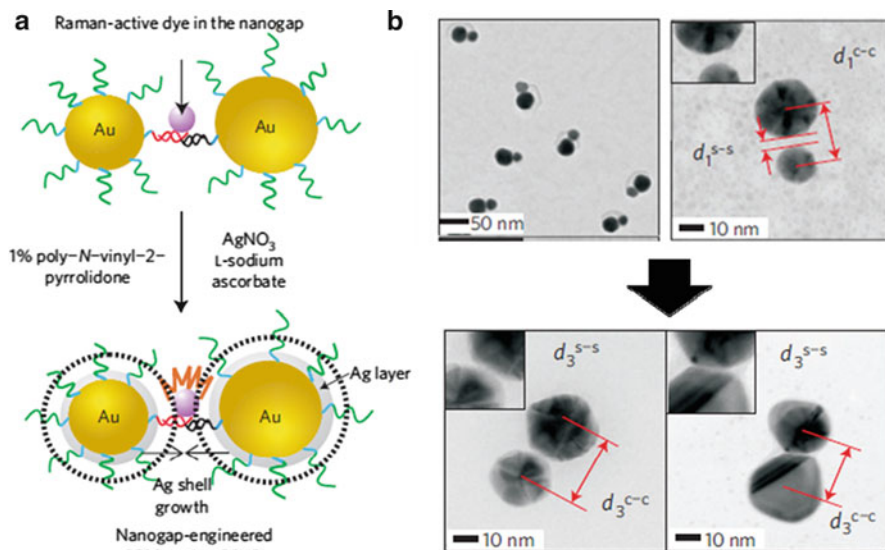 a
Raman-active dye in the nanogap
Au
Au
1% poly–N–vinyl–2–
pyrrolidone
AgNO₃
L-sodium
ascorbate
Ag layer
Au
Au
Ag shell
growth
Nanogap-engineered
b
50 nm
d₁ᶜ⁻ᶜ
d₁ˢ⁻ˢ
10 nm
d₃ˢ⁻ˢ
d₃ᶜ⁻ᶜ
10 nm
d₃ˢ⁻ˢ
d₃ᶜ⁻ᶜ
10 nm